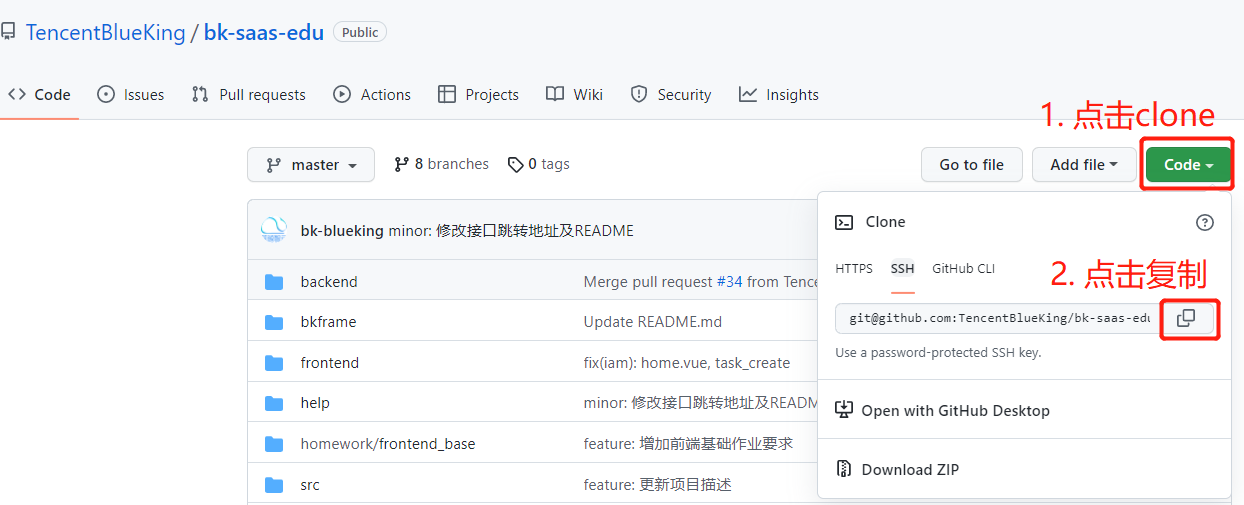 TencentBlueKing / bk-saas-edu Public
Code Issues Pull requests Actions Projects Wiki Security Insights
1. 点击clone
master 8 branches 0 tags Go to file Add file Code
bk-blueking minor: 修改接口跳转地址及README
backend Merge pull request #34 from Tence
bkframe Update README.md
frontend fix(iam): home.vue, task_create
help minor: 修改接口跳转地址及READM
homework/frontend_base feature: 增加前端基础作业要求
src feature: 更新项目描述
Clone
HTTPS SSH GitHub CLI
2. 点击复制
git@github.com:TencentBlueKing/bk-saas-edu
Use a password-protected SSH key.
Open with GitHub Desktop
Download ZIP